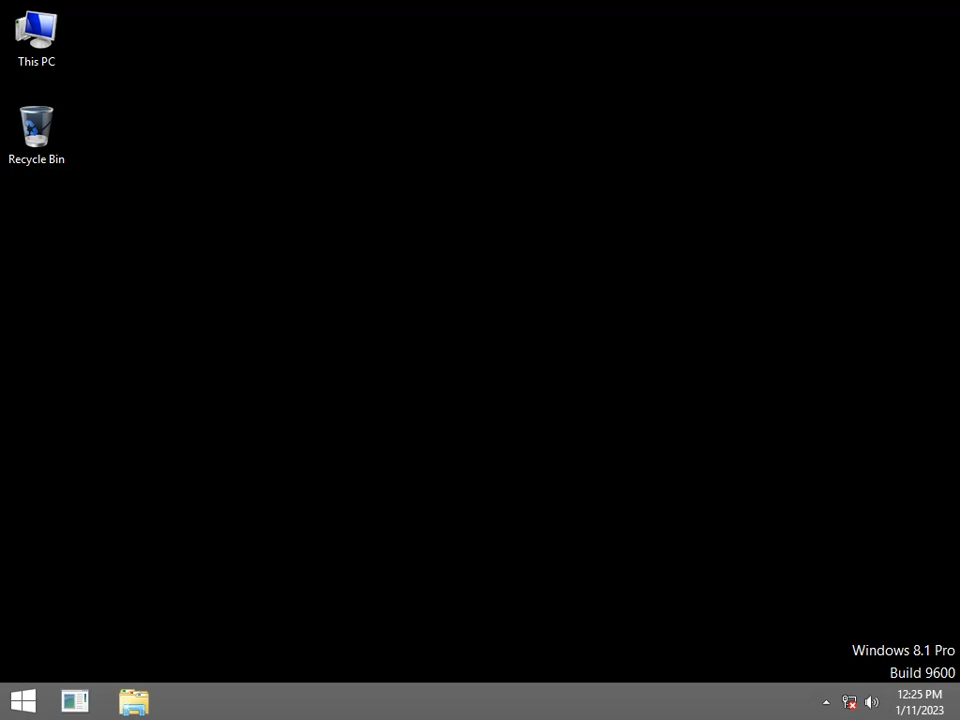 This PC
Recycle Bin
Windows 8.1 Pro
Build 9600
12:25 PM
1/11/2023